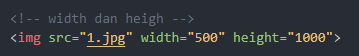 <!-- width dan heigh -->
<img src="1.jpg" width="500" height="1000">